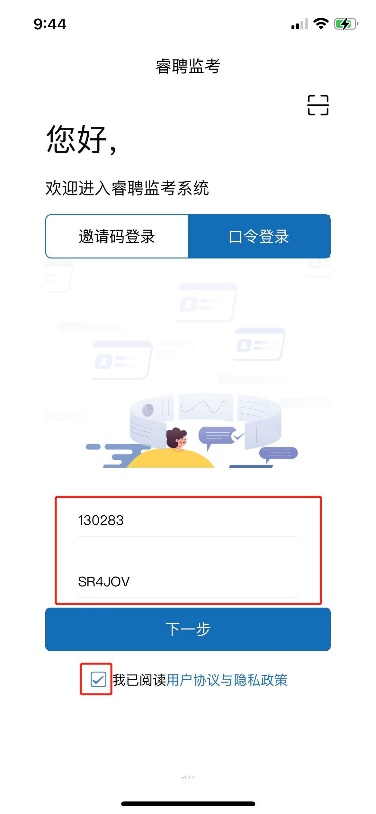 9:44
睿聘监考
您好,
欢迎进入睿聘监考系统
邀请码登录 口令登录
130283
SR4JOV
下一步
我已阅读用户协议与隐私政策